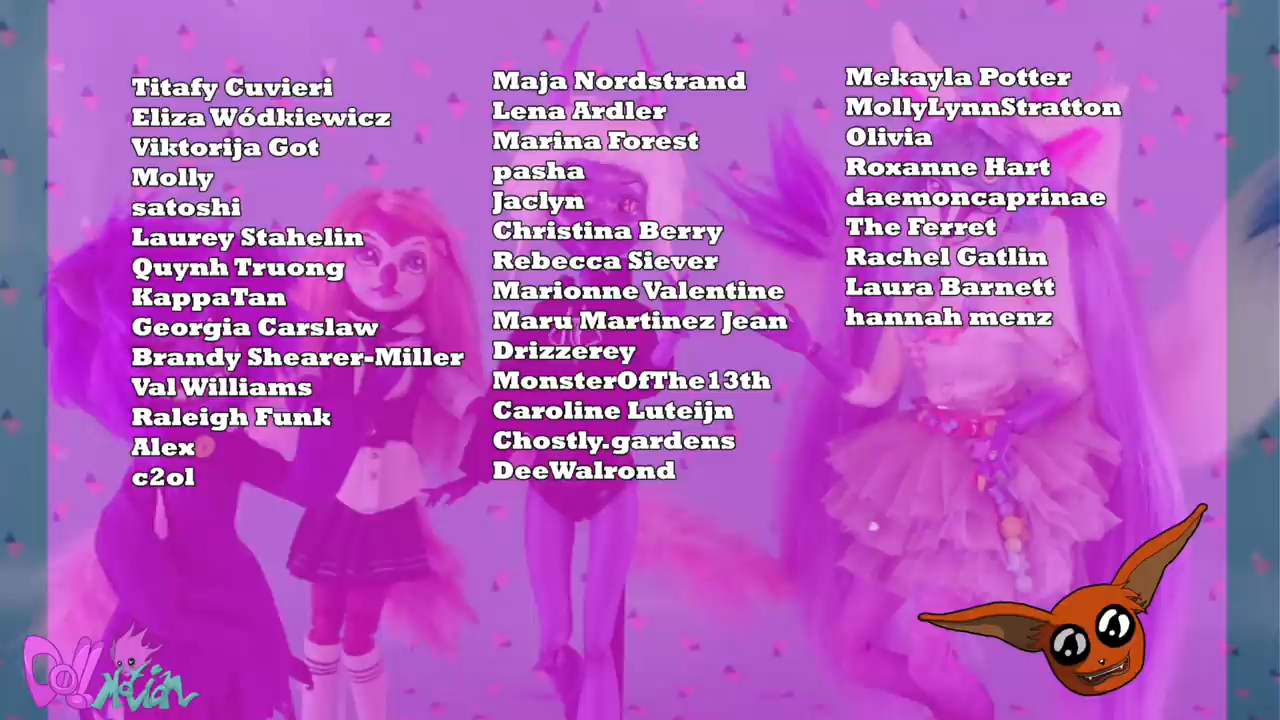 Titafy Cuvieri
Eliza Wódkiewicz
Viktorija Got
Molly
satoshi
Laurey Stahelin
Quynh Truong
KappaTan
Georgia Carslaw
Brandy Shearer-Miller
Val Williams
Raleigh Funk
Alex
c2ol
Maja Nordstrand
Lena Ardler
Marina Forest
pasha
Jaclyn
Christina Berry
Rebecca Siever
Marionne Valentine
Maru Martinez Jean
Drizzerey
MonsterOfThe13th
Caroline Luteijn
Chostly.gardens
DeeWalrond
Mekayla Potter
MollyLynnStratton
Olivia
Roxanne Hart
daemoncaprinae
The Ferret
Rachel Gatlin
Laura Barnett
hannah menz
Doll
Motion